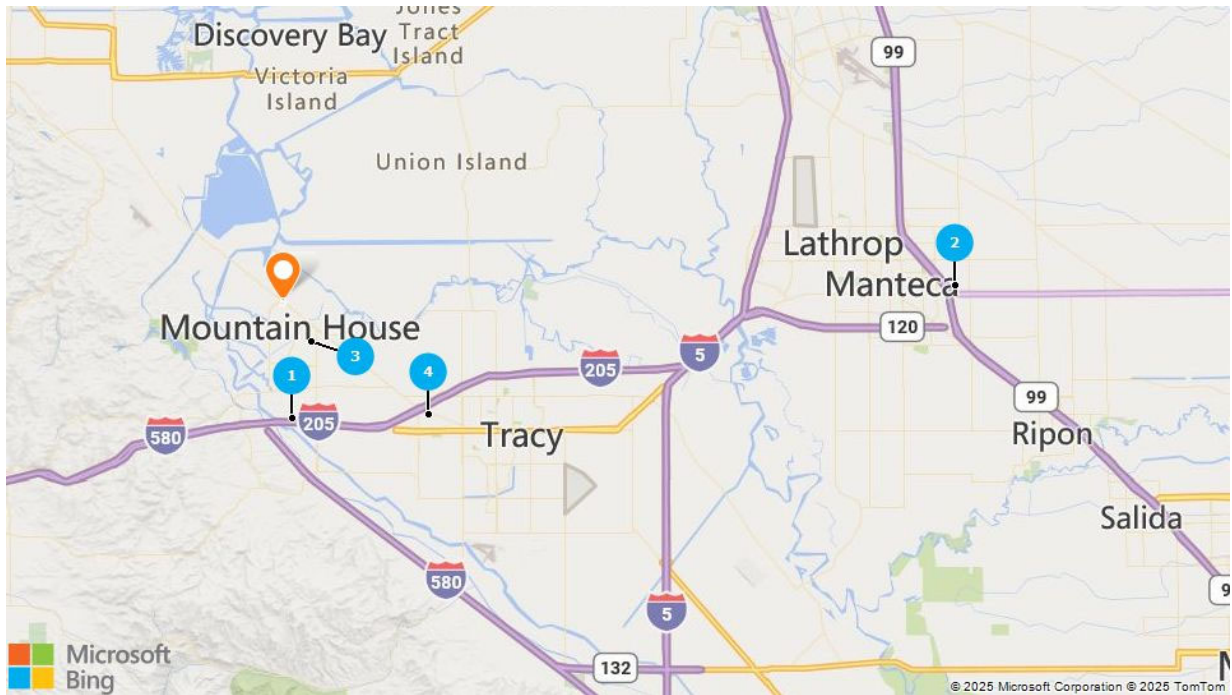 Jones
Tract
Island
Discovery Bay
Victoria
Island
99
Union Island
Lathrop
2
Manteca
Mountain House
3
120
5
205
1
4
99
580
205
Tracy
Ripon
Salida
580
5
132
Microsoft
Bing
© 2025 Microsoft Corporation © 2025 TomTom